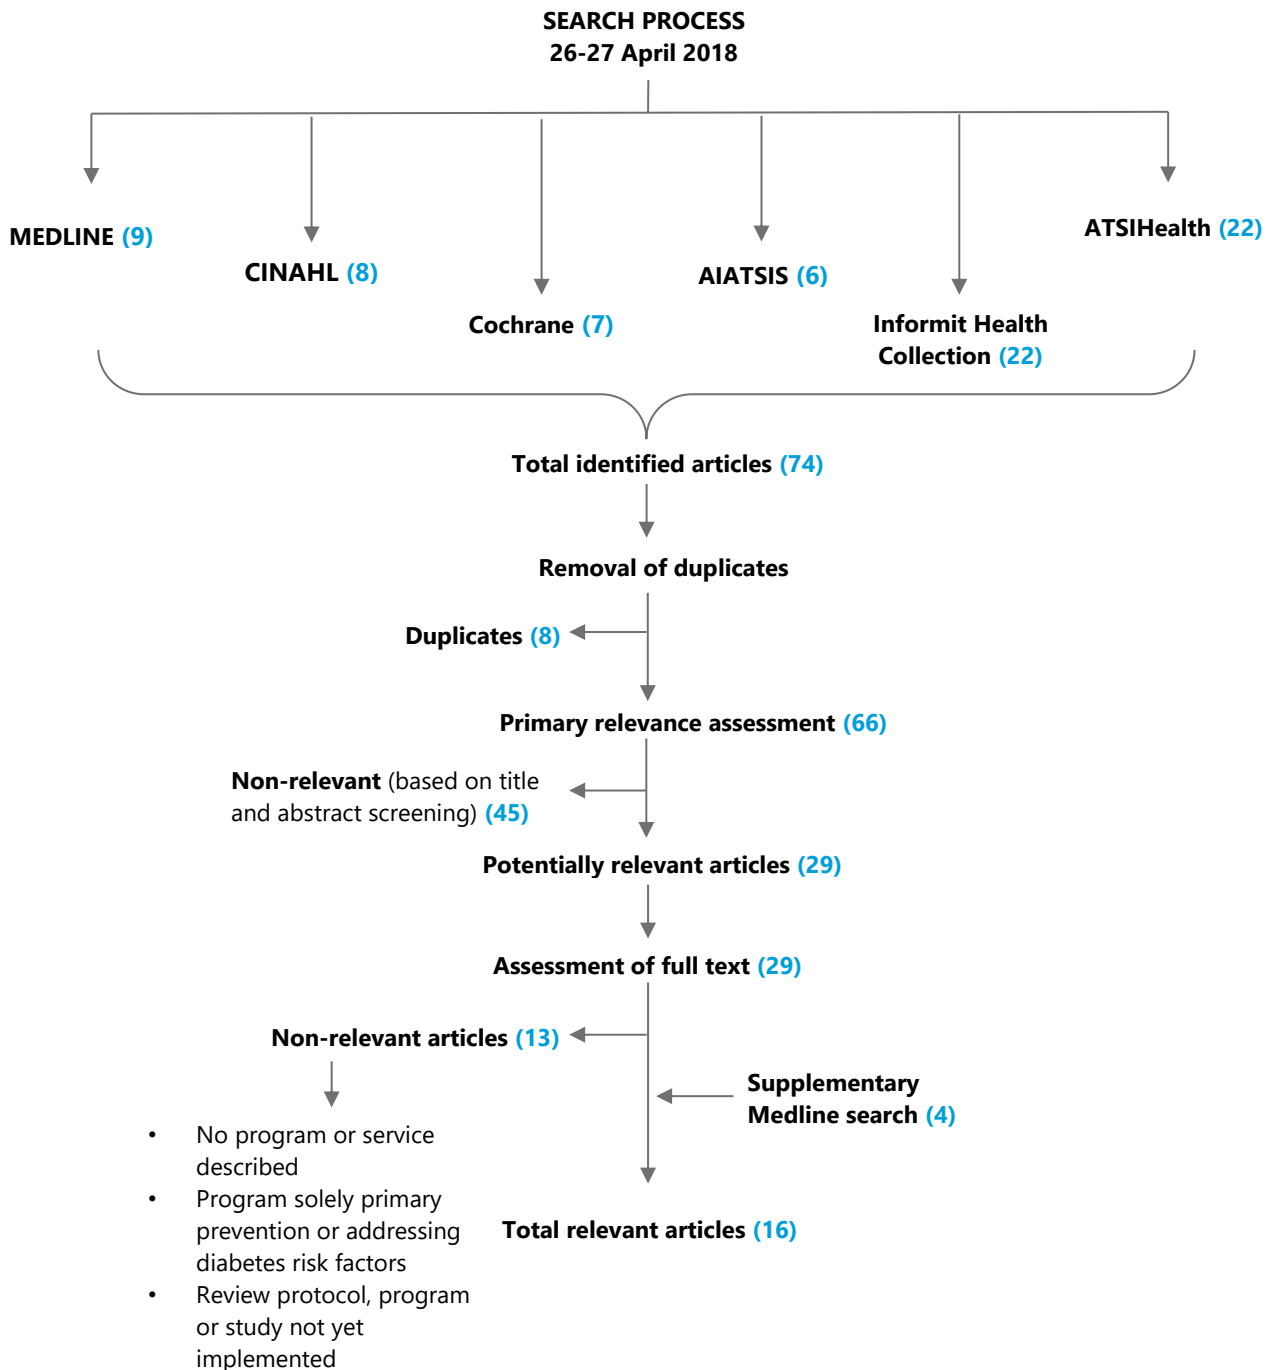 SEARCH PROCESS
26-27 April 2018
MEDLINE (9)
CINAHL (8)
Cochrane (7)
AIATSIS (6)
Informit Health
Collection (22)
ATSIHealth (22)
Total identified articles (74)
Removal of duplicates
Duplicates (8)
Primary relevance assessment (66)
Non-relevant (based on title
and abstract screening) (45)
Potentially relevant articles (29)
Assessment of full text (29)
Non-relevant articles (13)
Supplementary
Medline search (4)
• No program or service
described
• Program solely primary
prevention or addressing
diabetes risk factors
• Review protocol, program
or study not yet
implemented
Total relevant articles (16)